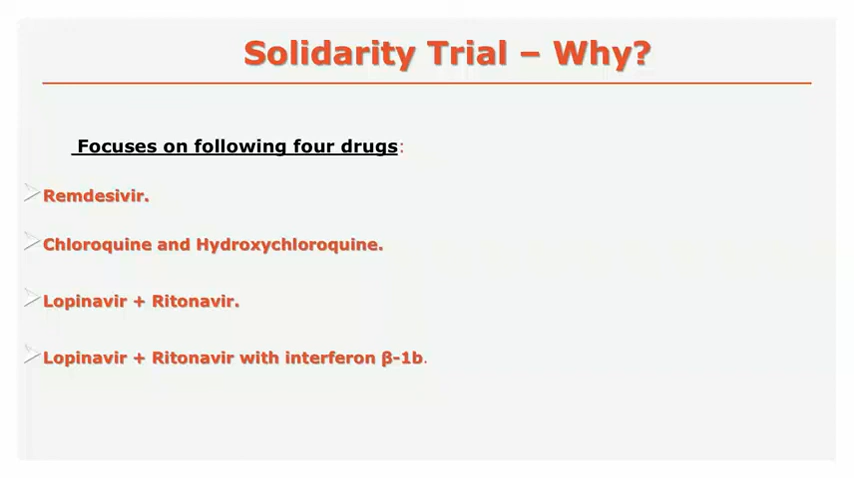 Solidarity Trial – Why?
Focuses on following four drugs:
Remdesivir.
Chloroquine and Hydroxychloroquine.
Lopinavir + Ritonavir.
Lopinavir + Ritonavir with interferon β-1b.